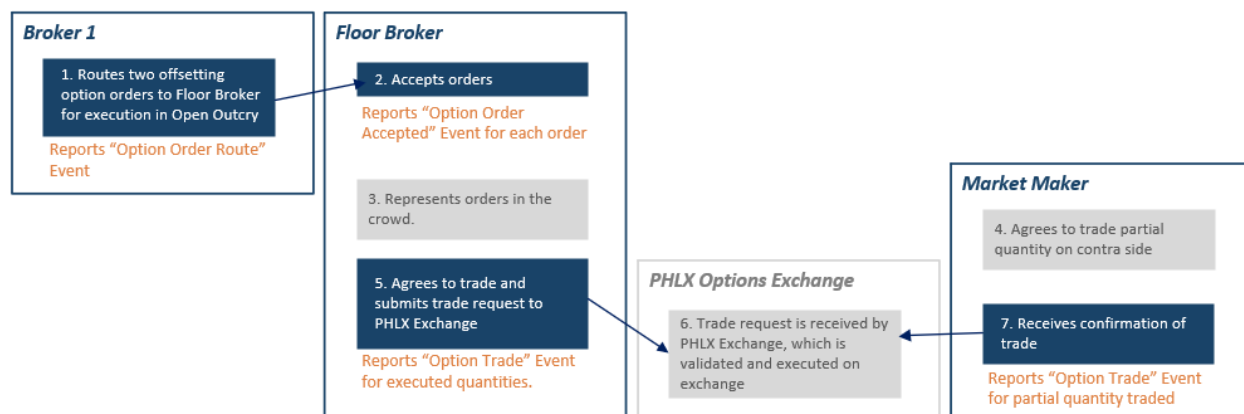 Broker 1
1. Routes two offsetting
option orders to Floor Broker
for execution in Open Outcry
Reports “Option Order Route”
Event
Floor Broker
2. Accepts orders
Reports “Option Order
Accepted” Event for each order
3. Represents orders in the
crowd.
5. Agrees to trade and
submits trade request to
PHLX Exchange
Reports “Option Trade” Event
for executed quantities.
PHLX Options Exchange
6. Trade request is received by
PHLX Exchange, which is
validated and executed on
exchange
Market Maker
4. Agrees to trade partial
quantity on contra side
7. Receives confirmation of
trade
Reports “Option Trade” Event
for partial quantity traded